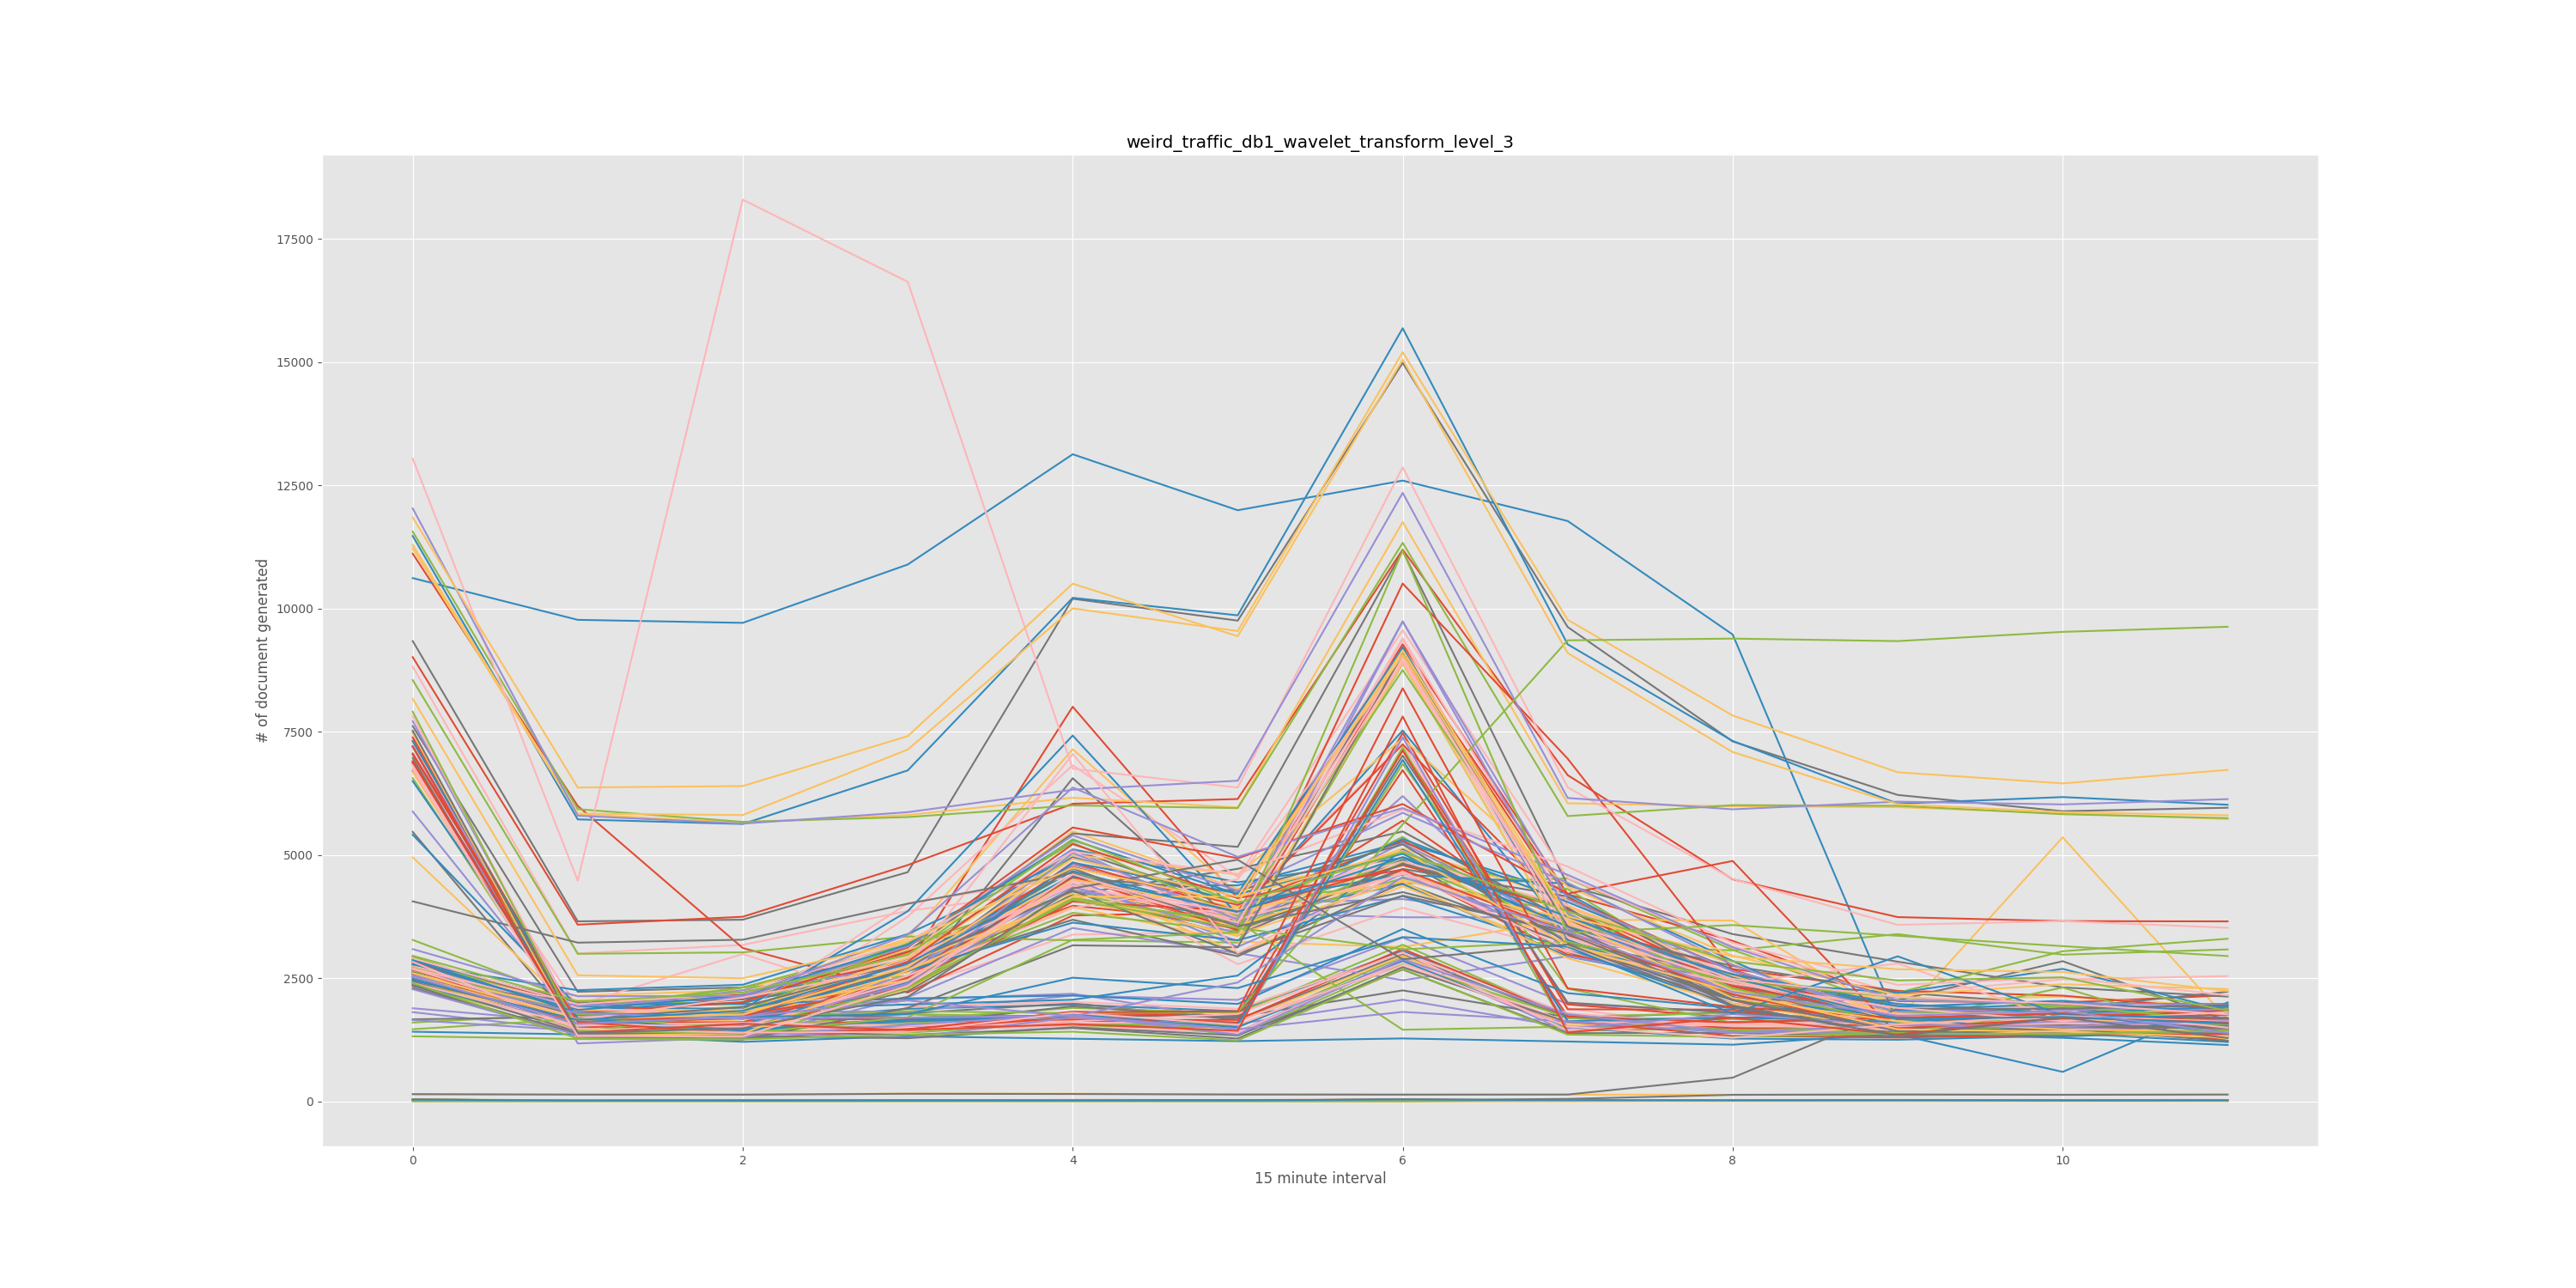 weird_traffic_db1_wavelet_transform_level_3
17500
15000
12500
10000
7500
5000
2500
0
# of document generated
0 2 4 6 8 10
15 minute interval